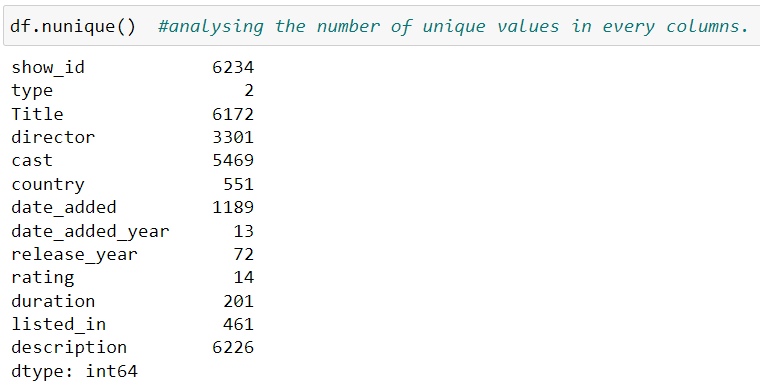 df.nunique()  #analysing the number of unique values in every columns.
show_id             6234
type                   2
Title               6172
director            3301
cast                5469
country              551
date_added          1189
date_added_year       13
release_year          72
rating                14
duration             201
listed_in            461
description         6226
dtype: int64